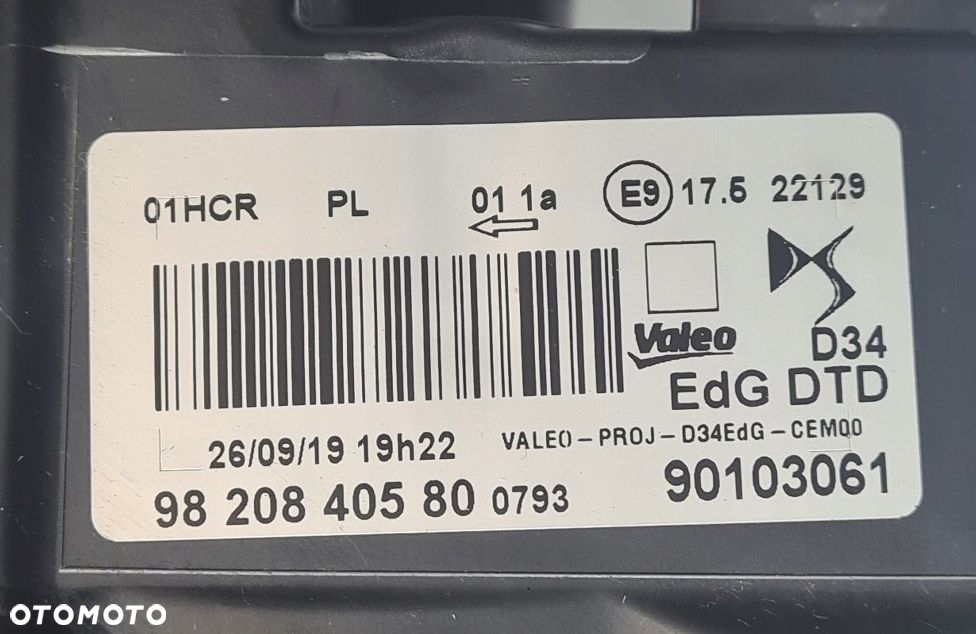 01HCR PL 01 1a E9 17.5 22129
Valeo
D34
EdG DTD
26/09/19 19h22 VALEO-PROJ-D34EdG-CEM00
98 208 405 80 0793 90103061
OTOMOTO